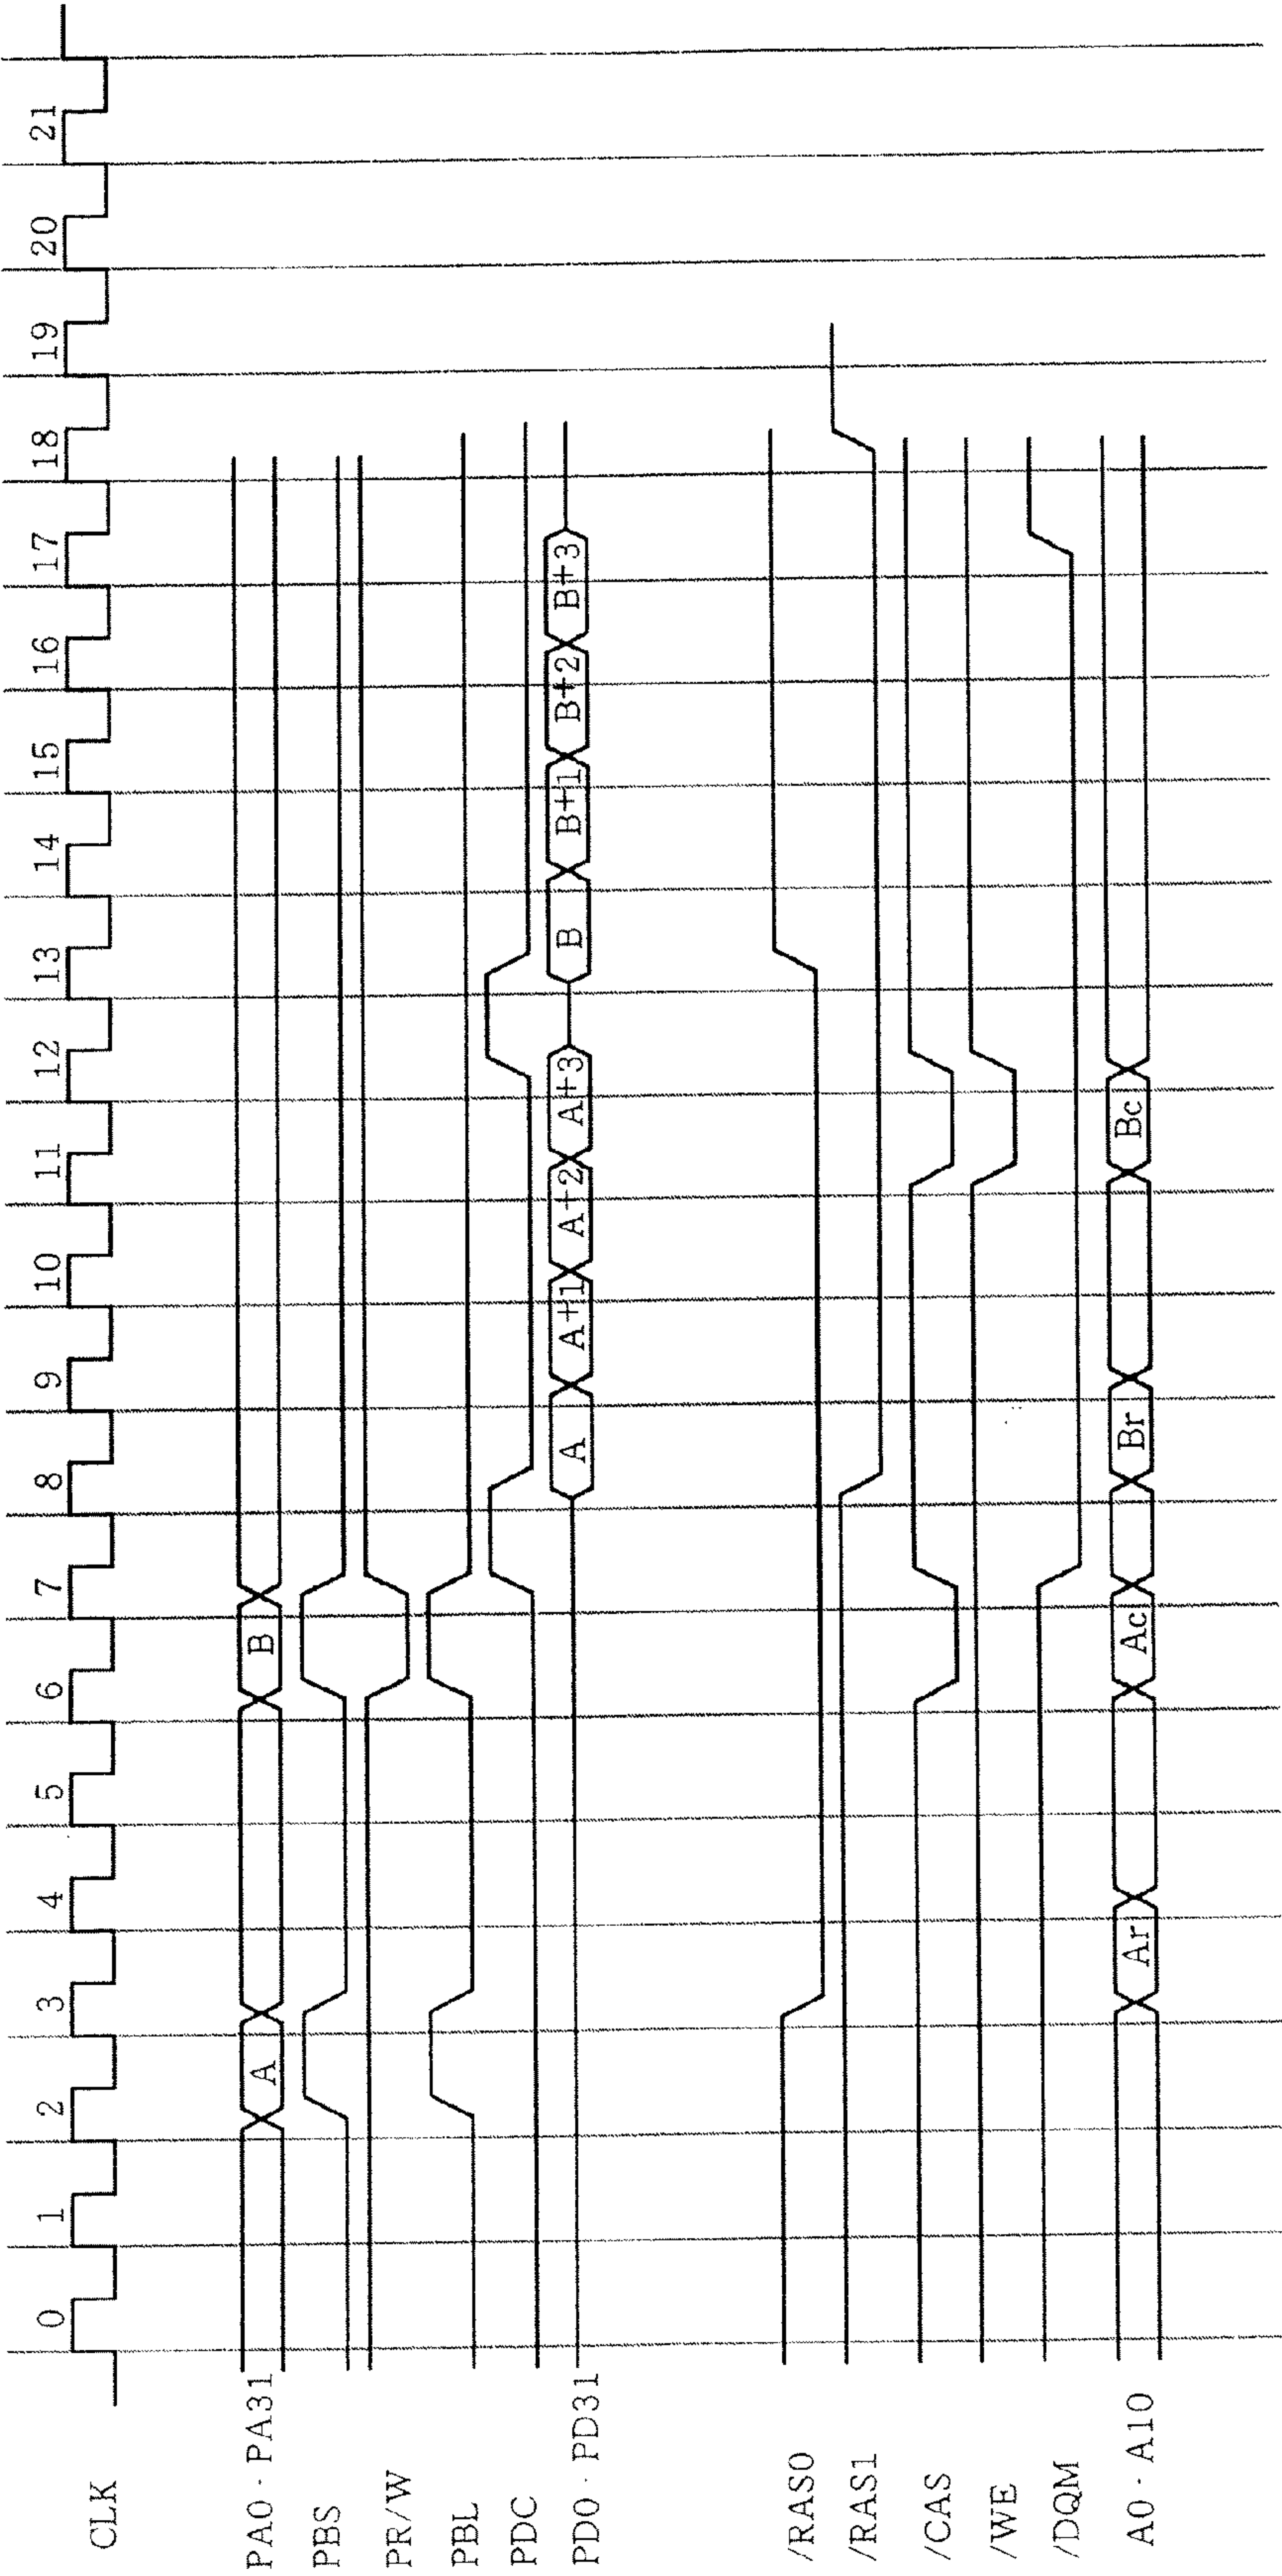 CLK 0 1 2 3 4 5 6 7 8 9 10 11 12 13 14 15 16 17 18 19 20 21
PA0 · PA31 A B
PBS
PR/W
PBL
PDC
PD0 · PD31 A A+1 A+2 A+3 B B+1 B+2 B+3
/RAS0
/RAS1
/CAS
/WE
/DQM
A0 · A10 Ar Ac Br Bc